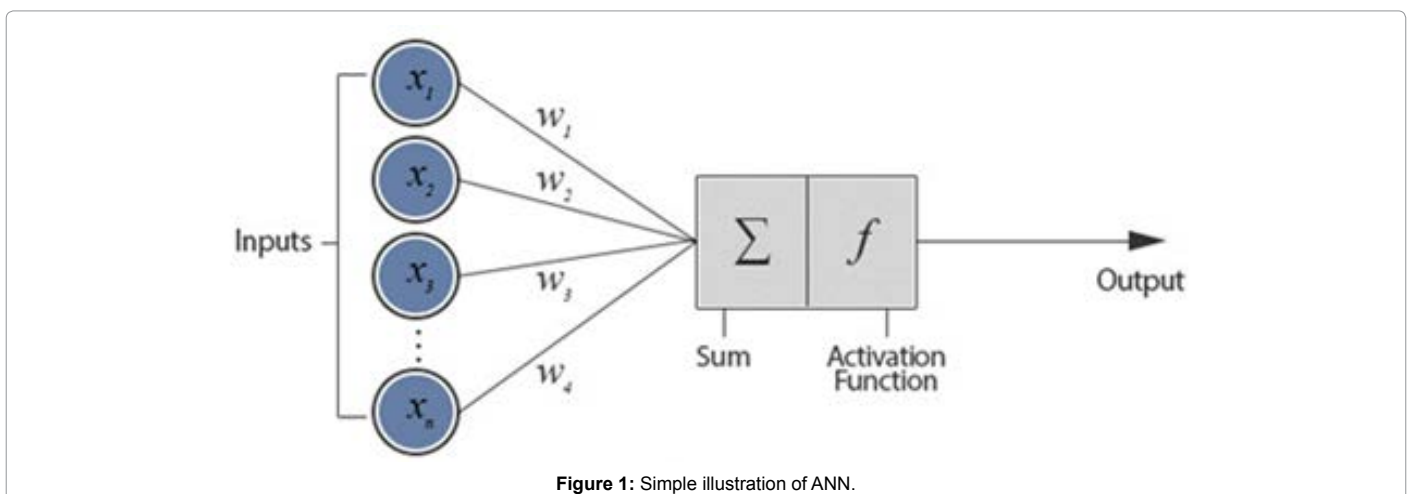 x₁
w₁
x₂
w₂
Inputs
x₃
w₃
∑ f
Output
Sum
Activation
Function
w₄
xₙ
Figure 1: Simple illustration of ANN.